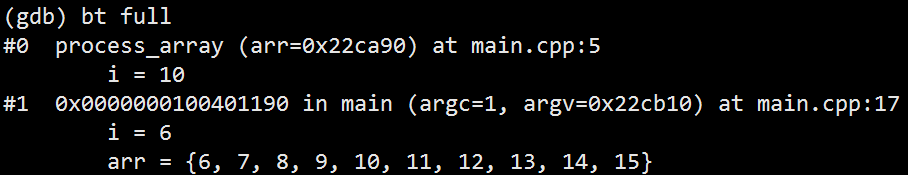 (gdb) bt full
#0  process_array (arr=0x22ca90) at main.cpp:5
        i = 10
#1  0x0000000100401190 in main (argc=1, argv=0x22cb10) at main.cpp:17
        i = 6
        arr = {6, 7, 8, 9, 10, 11, 12, 13, 14, 15}